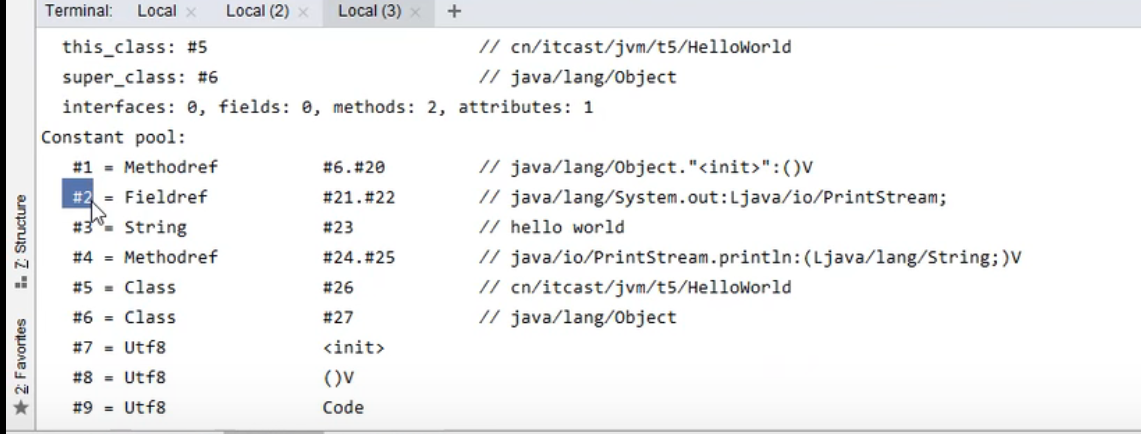 Terminal: Local × Local (2) × Local (3) × +
this_class: #5 // cn/itcast/jvm/t5/HelloWorld
super_class: #6 // java/lang/Object
interfaces: 0, fields: 0, methods: 2, attributes: 1
Constant pool:
#1 = Methodref #6.#20 // java/lang/Object."<init>":()V
#2 = Fieldref #21.#22 // java/lang/System.out:Ljava/io/PrintStream;
#3 = String #23 // hello world
#4 = Methodref #24.#25 // java/io/PrintStream.println:(Ljava/lang/String;)V
#5 = Class #26 // cn/itcast/jvm/t5/HelloWorld
#6 = Class #27 // java/lang/Object
#7 = Utf8 <init>
#8 = Utf8 ()V
#9 = Utf8 Code
7: Structure
2: Favorites